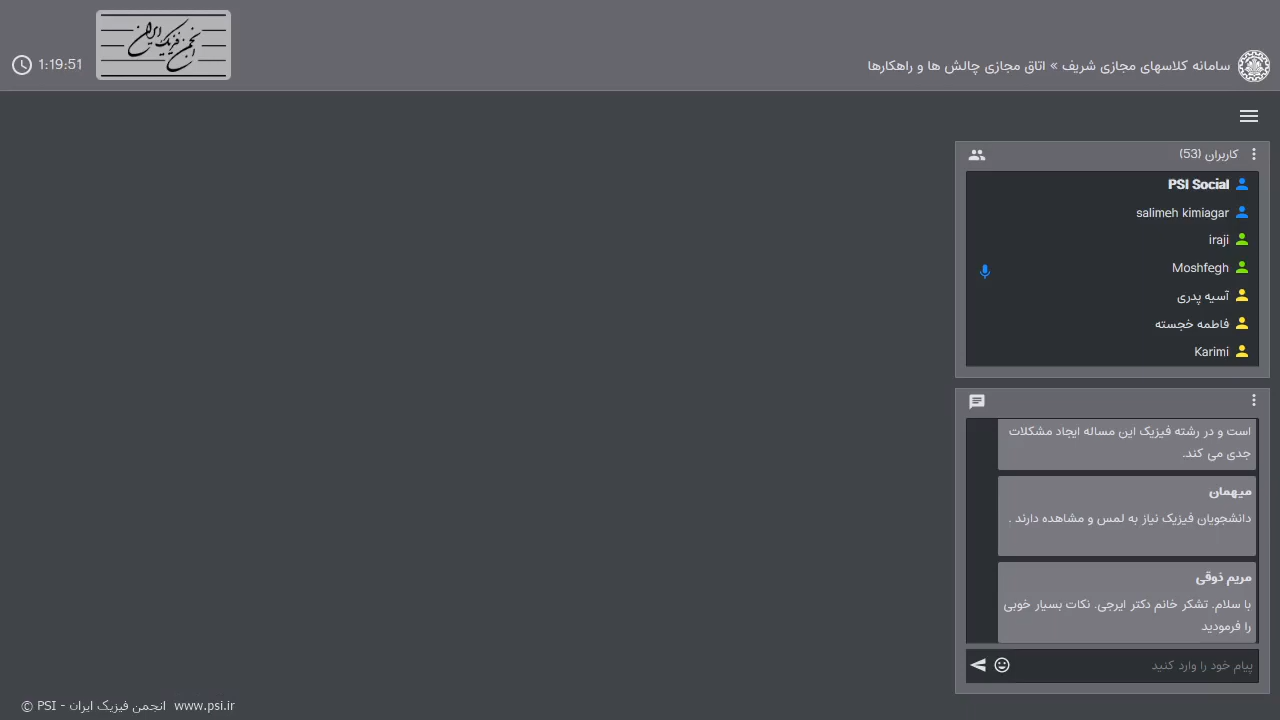 1:19:51
انجمن فیزیک ایران
سامانه کلاسهای مجازی شریف » اتاق مجازی چالش ها و راهکارها
کاربران (53)
PSI Social
salimeh kimiagar
iraji
Moshfegh
آسیه پدری
فاطمه خجسته
Karimi
است و در رشته فیزیک این مساله ایجاد مشکلات
جدی می کند.
میهمان
دانشجویان فیزیک نیاز به لمس و مشاهده دارند .
مریم ذوقی
با سلام. تشکر خانم دکتر ایرجی. نکات بسیار خوبی
را فرمودید
پیام خود را وارد کنید
© PSI - انجمن فیزیک ایران www.psi.ir